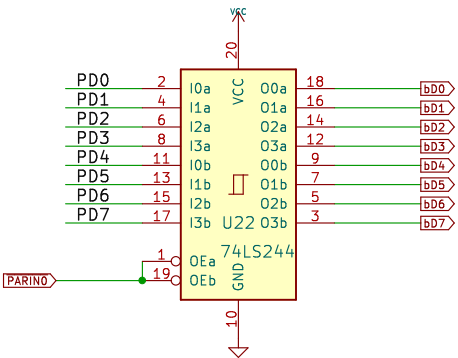 VCC
20
PD0 2 I0a VCC O0a 18 bD0
PD1 4 I1a O1a 16 bD1
PD2 6 I2a O2a 14 bD2
PD3 8 I3a O3a 12 bD3
PD4 11 I0b O0b 9 bD4
PD5 13 I1b O1b 7 bD5
PD6 15 I2b O2b 5 bD6
PD7 17 I3b U22 O3b 3 bD7
74LS244
1 OEa
PARIN0 19 OEb GND
10